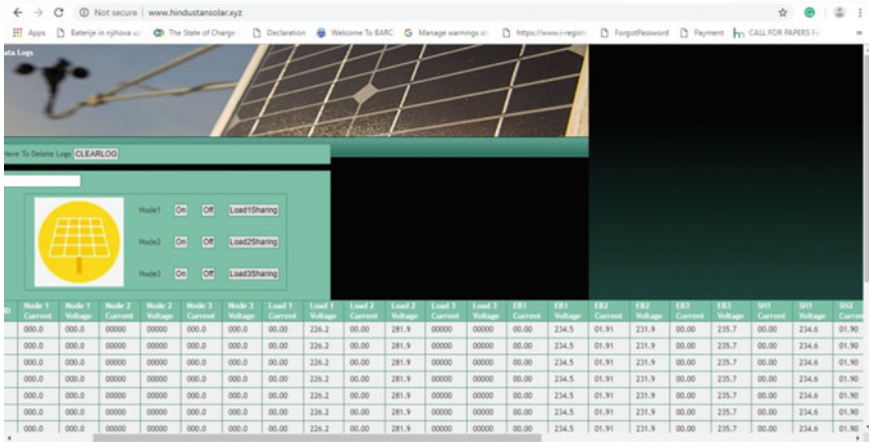 Not secure | www.hindustansolar.xyz
Apps Baterije in njihova The State of Charge Declaration Welcome To BARC Manage warnings https://www.i-registr ForgotPassword Payment CALL FOR PAPERS »
ata Logs
Here To Delete Logs CLEARLOG
Node1 On Off Load1Sharing
Node2 On Off Load2Sharing
Node3 On Off Load3Sharing
ID Node 1 Current Node 1 Voltage Node 2 Current Node 2 Voltage Node 3 Current Node 3 Voltage Load 1 Current Load 1 Voltage Load 2 Current Load 2 Voltage Load 3 Current Load 3 Voltage EB1 Current EB1 Voltage EB2 Current EB2 Voltage EB3 Current EB3 Voltage SH1 Current SH1 Voltage SH2 Curren
000.0 000.0 00000 00000 000.0 000.0 00.00 226.2 00.00 281.9 00000 00000 00.00 234.5 01.91 231.9 00.00 235.7 00.00 234.6 01.90
000.0 000.0 00000 00000 000.0 000.0 00.00 226.2 00.00 281.9 00000 00000 00.00 234.5 01.91 231.9 00.00 235.7 00.00 234.6 01.90
000.0 000.0 00000 00000 000.0 000.0 00.00 226.2 00.00 281.9 00000 00000 00.00 234.5 01.91 231.9 00.00 235.7 00.00 234.6 01.90
000.0 000.0 00000 00000 000.0 000.0 00.00 226.2 00.00 281.9 00000 00000 00.00 234.5 01.91 231.9 00.00 235.7 00.00 234.6 01.90
000.0 000.0 00000 00000 000.0 000.0 00.00 226.2 00.00 281.9 00000 00000 00.00 234.5 01.91 231.9 00.00 235.7 00.00 234.6 01.90
000.0 000.0 00000 00000 000.0 000.0 00.00 226.2 00.00 281.9 00000 00000 00.00 234.5 01.91 231.9 00.00 235.7 00.00 234.6 01.90
000.0 000.0 00000 00000 000.0 000.0 00.00 226.2 00.00 281.9 00000 00000 00.00 234.5 01.91 231.9 00.00 235.7 00.00 234.6 01.90